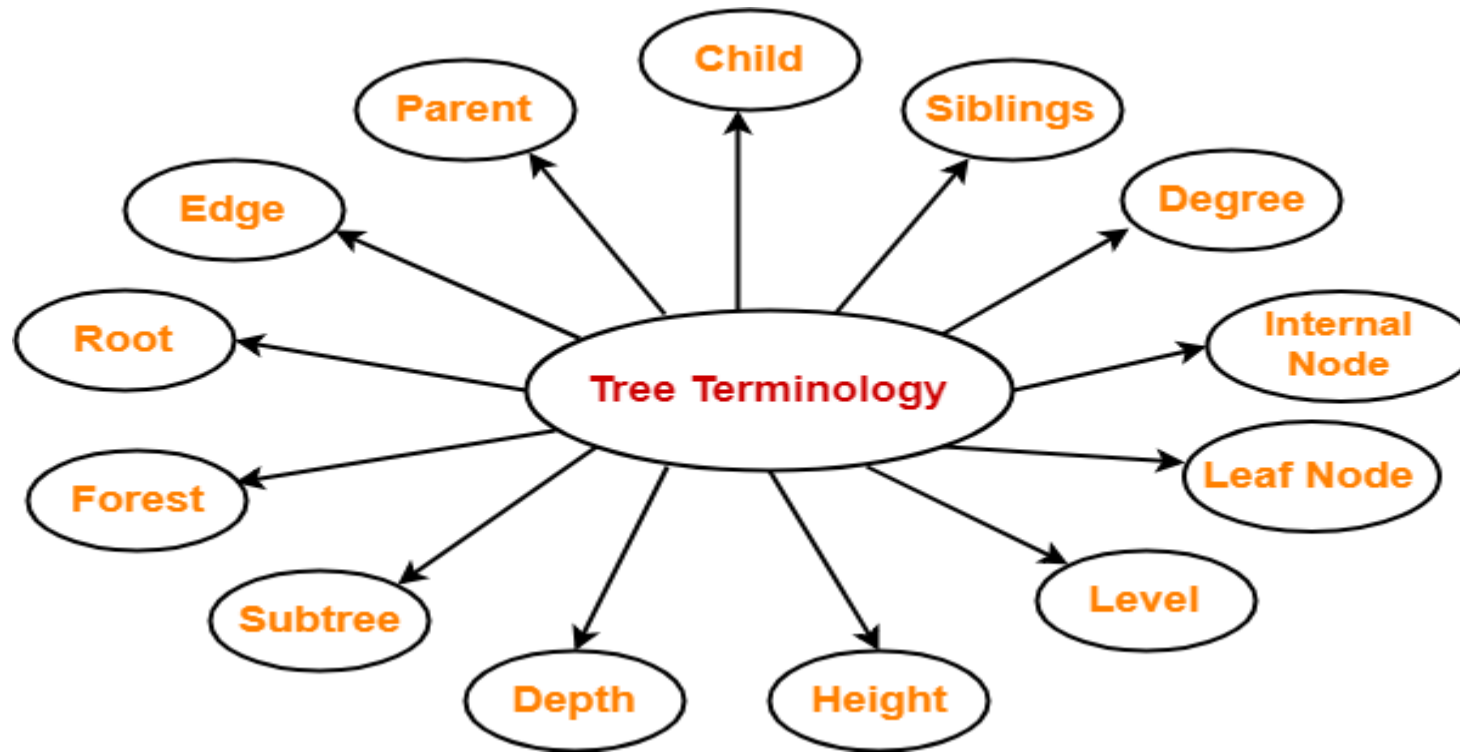 Child
Parent
Siblings
Edge
Degree
Root
Internal
Node
Tree Terminology
Forest
Leaf Node
Subtree
Level
Depth
Height